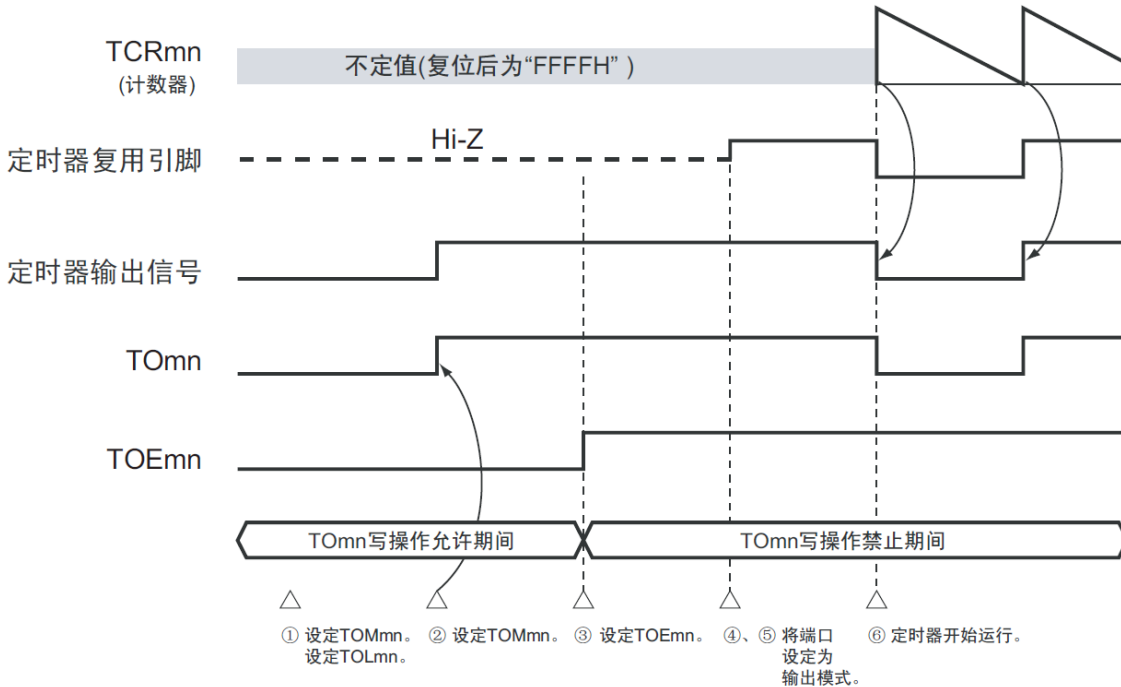 TCRmn
(计数器)
不定值(复位后为“FFFFH” )
定时器复用引脚
Hi-Z
定时器输出信号
TOmn
TOEmn
TOmn写操作允许期间
TOmn写操作禁止期间
① 设定TOMmn。
设定TOLmn。
② 设定TOMmn。
③ 设定TOEmn。
④、⑤ 将端口
设定为
输出模式。
⑥ 定时器开始运行。